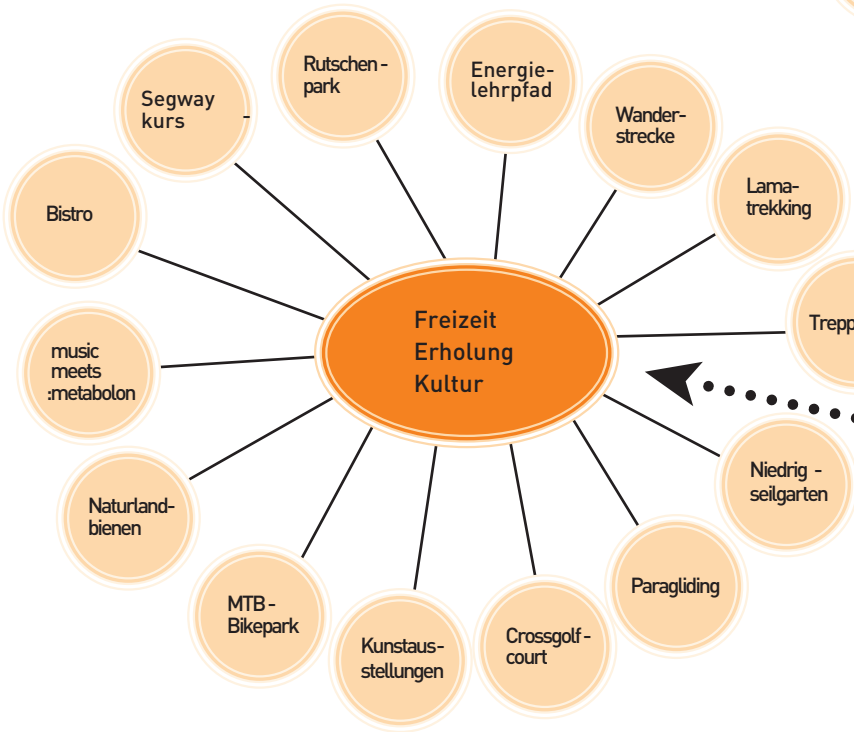 Rutschen-
park
Energie-
lehrpfad
Segway
kurs -
Wander-
strecke
Bistro
Lama-
trekking
Freizeit
Erholung
Kultur
Trepp
music
meets
:metabolon
Niedrig -
seilgarten
Naturland-
bienen
Paragliding
MTB-
Bikepark
Kunstaus-
stellungen
Crossgolf-
court